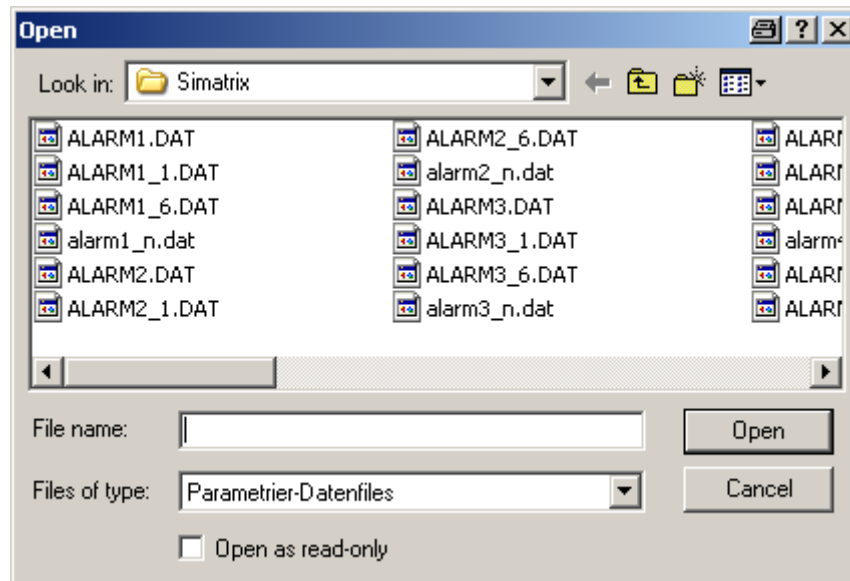 Open
Look in: Simatrix
ALARM1.DAT
ALARM1_1.DAT
ALARM1_6.DAT
alarm1_n.dat
ALARM2.DAT
ALARM2_1.DAT
ALARM2_6.DAT
alarm2_n.dat
ALARM3.DAT
ALARM3_1.DAT
ALARM3_6.DAT
alarm3_n.dat
File name:
Open
Files of type: Parametrier-Datenfiles
Cancel
Open as read-only